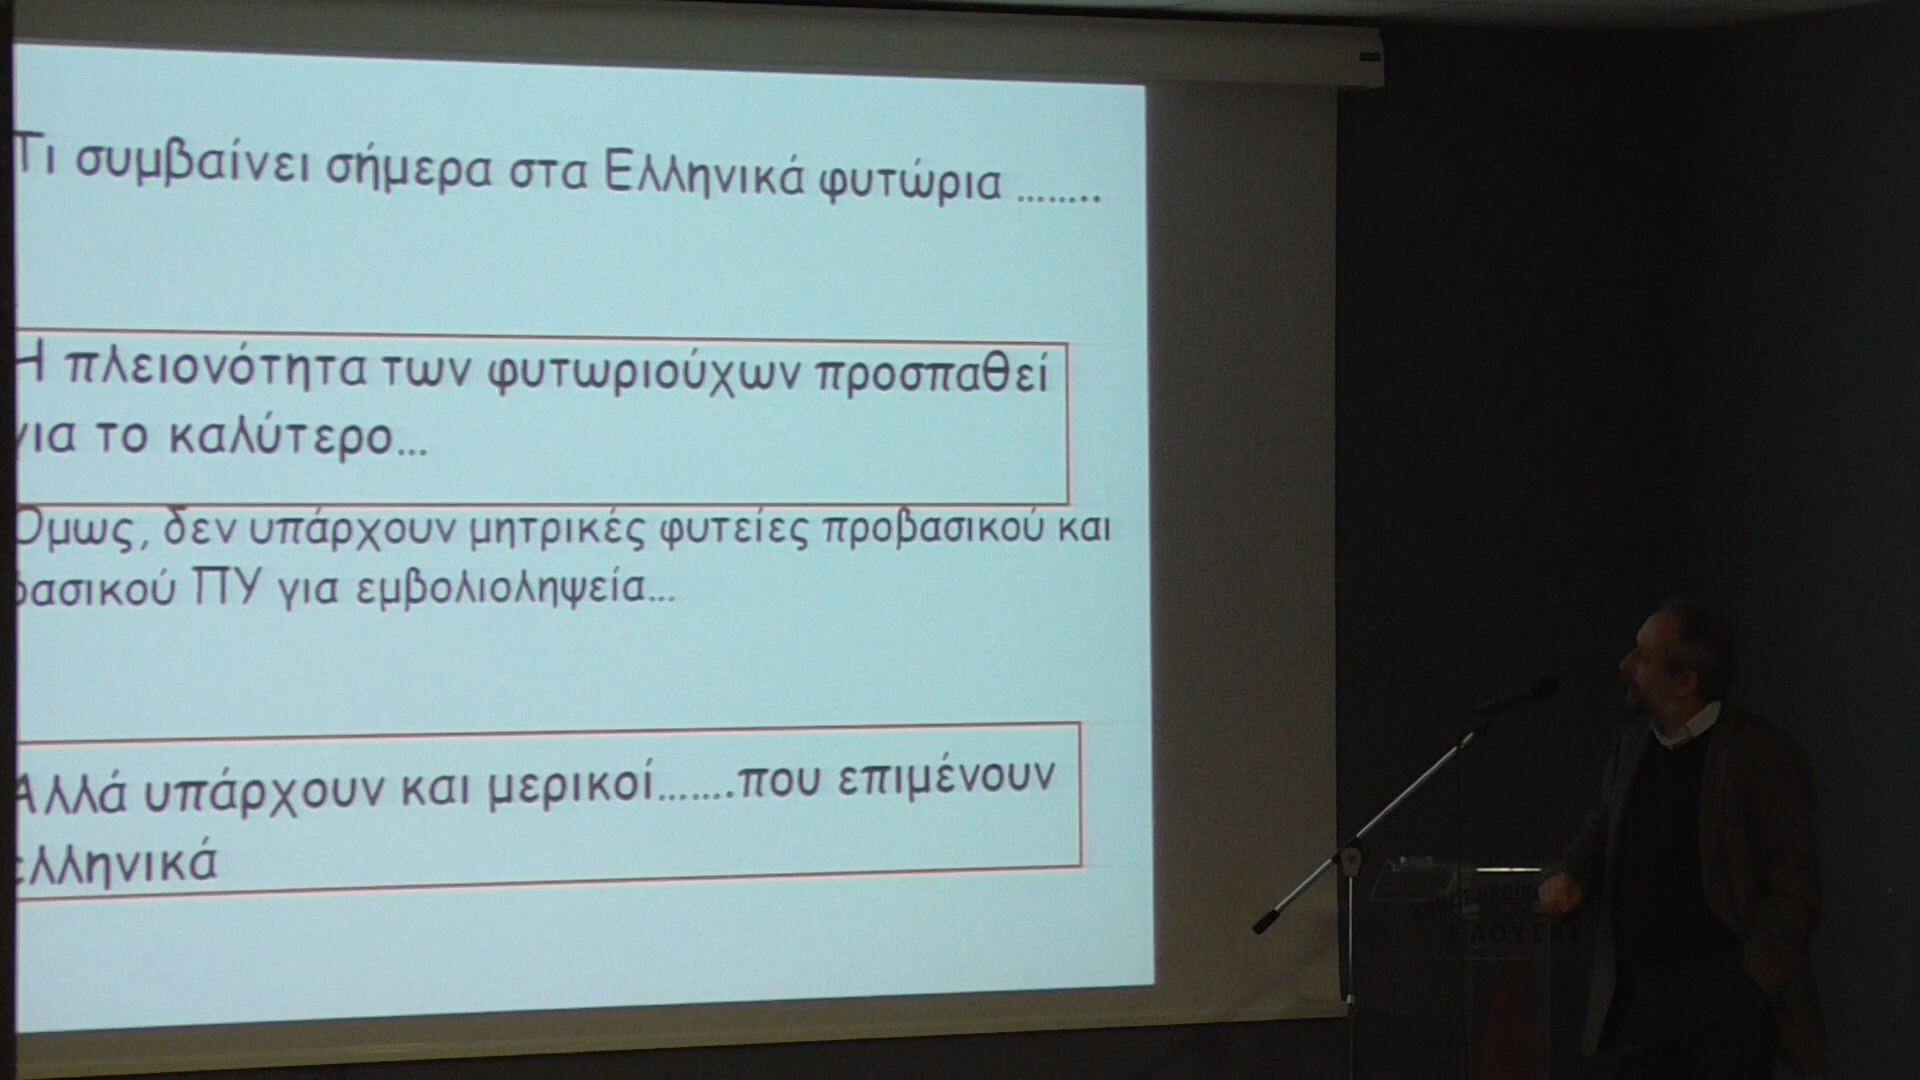 Τι συμβαίνει σήμερα στα Ελληνικά φυτώρια ........
Η πλειονότητα των φυτωριούχων προσπαθεί
για το καλύτερο...
Όμως, δεν υπάρχουν μητρικές φυτείες προβασικού και
βασικού ΠΥ για εμβολιοληψεία...
Αλλά υπάρχουν και μερικοί.......που επιμένουν
ελληνικά
ΝΑΟΥΣΑΣ